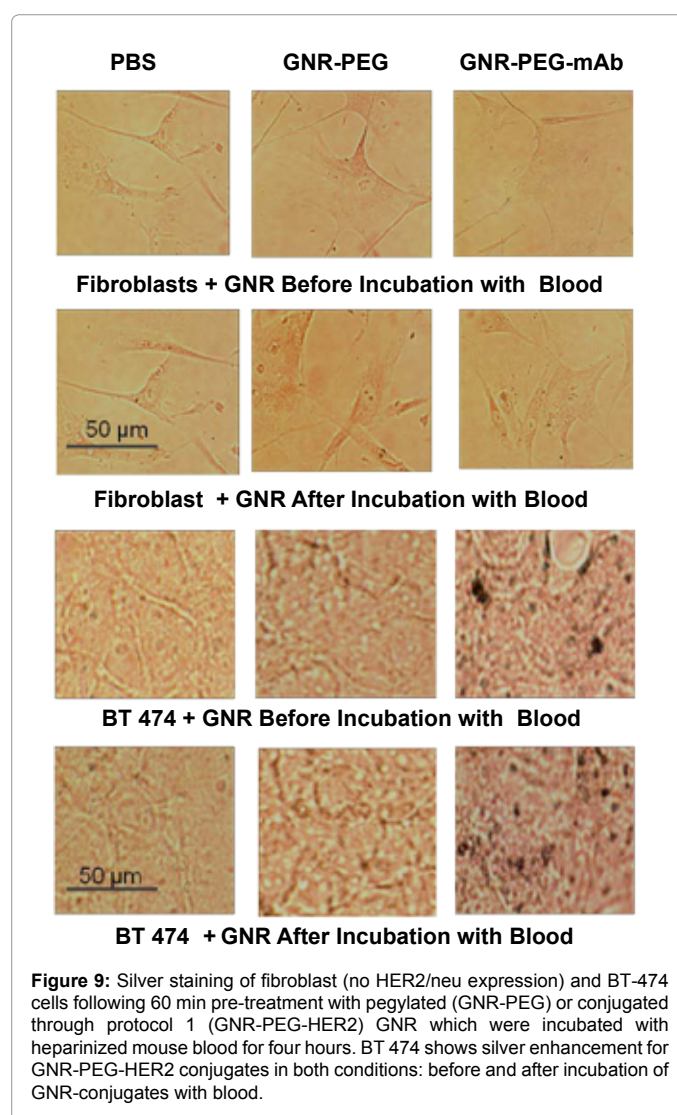 PBS GNR-PEG GNR-PEG-mAb
Fibroblasts + GNR Before Incubation with Blood
50 µm
Fibroblast + GNR After Incubation with Blood
BT 474 + GNR Before Incubation with Blood
50 µm
BT 474 + GNR After Incubation with Blood
Figure 9: Silver staining of fibroblast (no HER2/neu expression) and BT-474
cells following 60 min pre-treatment with pegylated (GNR-PEG) or conjugated
through protocol 1 (GNR-PEG-HER2) GNR which were incubated with
heparinized mouse blood for four hours. BT 474 shows silver enhancement for
GNR-PEG-HER2 conjugates in both conditions: before and after incubation of
GNR-conjugates with blood.